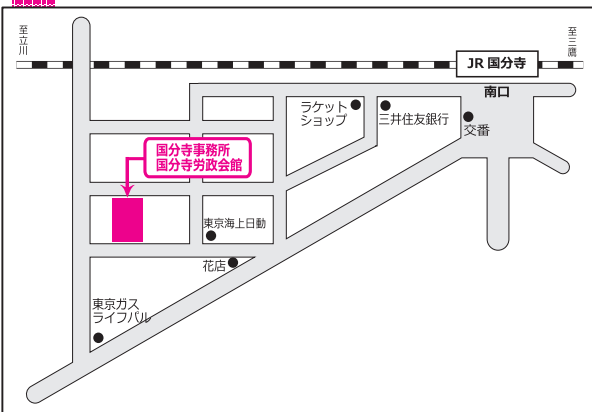 至立川
至三鷹
JR 国分寺
南口
ラケット
ショップ
三井住友銀行
交番
国分寺事務所
国分寺労政会館
東京海上日動
花店
東京ガス
ライフバル